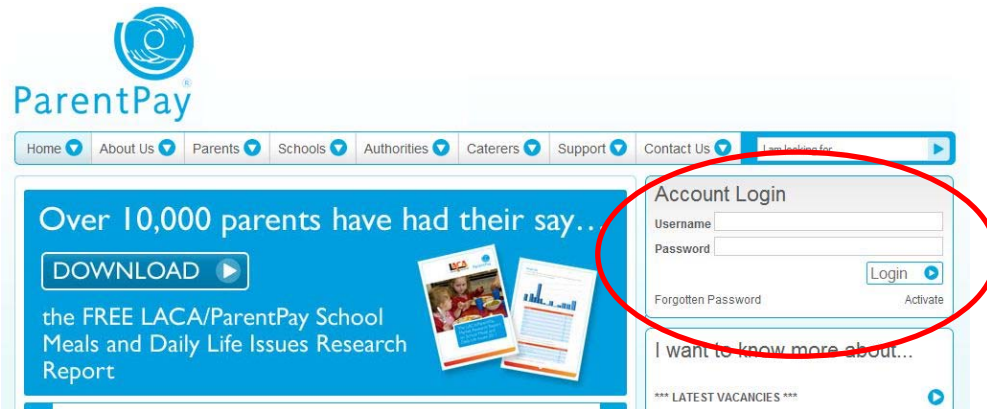 ParentPay®
Home About Us Parents Schools Authorities Caterers Support Contact Us I am looking for
Over 10,000 parents have had their say...
DOWNLOAD
the FREE LACA/ParentPay School
Meals and Daily Life Issues Research
Report
LACA
Account Login
Username
Password
Login
Forgotten Password Activate
I want to know more about...
*** LATEST VACANCIES ***